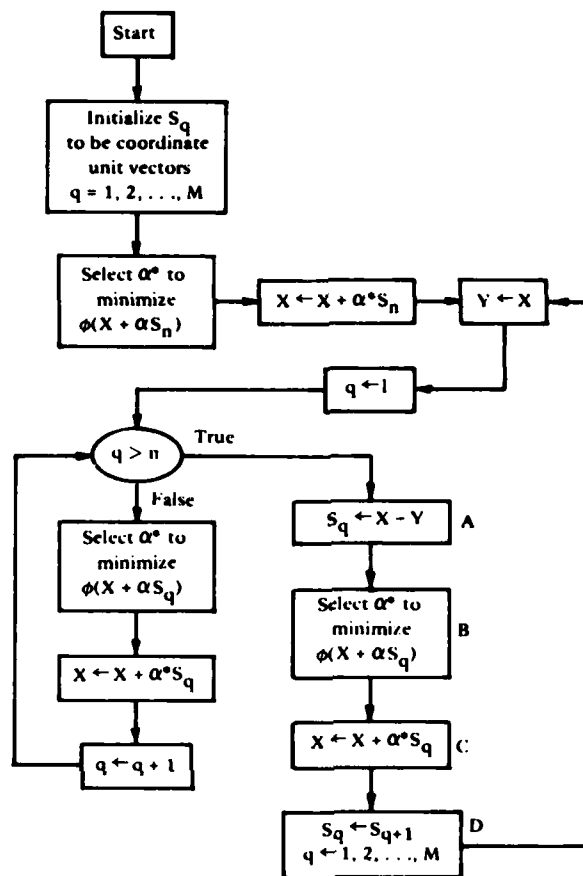 Start
Initialize S_q
to be coordinate
unit vectors
q = 1, 2, . . ., M
Select α* to
minimize
ϕ(X + αS_n)
X ← X + α*S_n
Y ← X
q ← 1
q > n
True
False
S_q ← X − Y
A
Select α* to
minimize
ϕ(X + αS_q)
Select α* to
minimize
ϕ(X + αS_q)
B
X ← X + α*S_q
X ← X + α*S_q
C
q ← q + 1
S_q ← S_{q+1}
q ← 1, 2, . . ., M
D